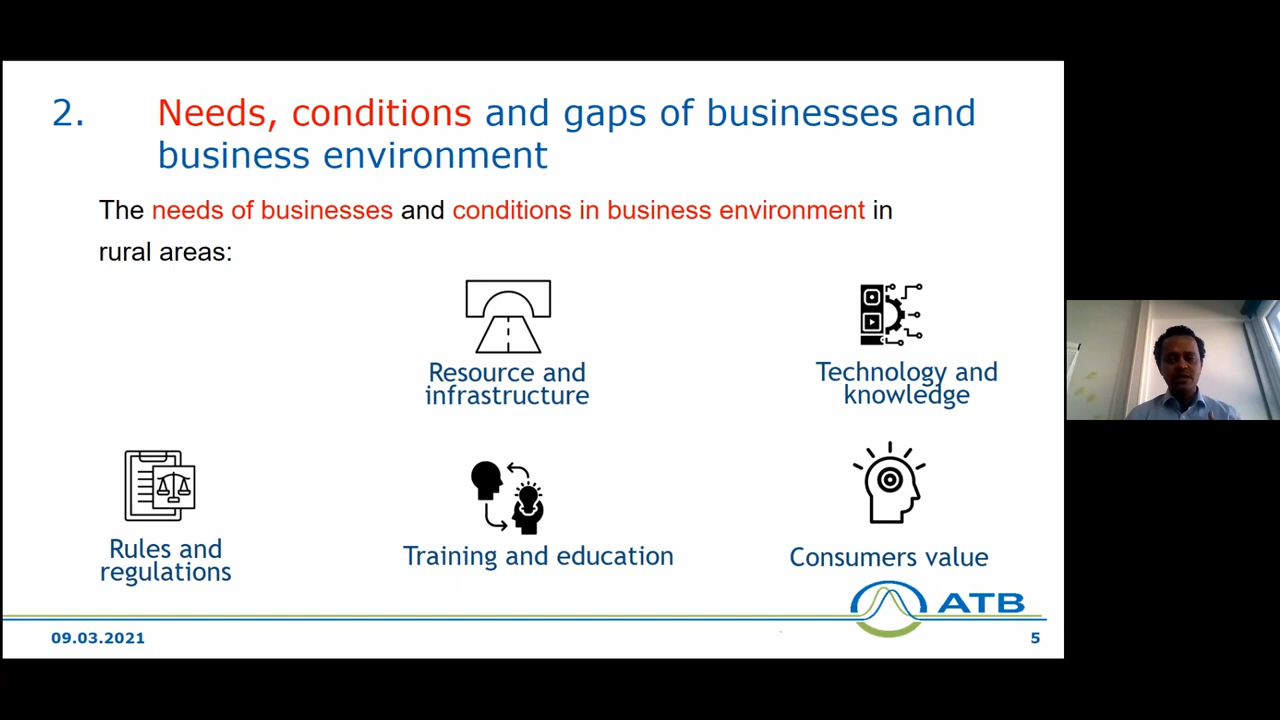 2. Needs, conditions and gaps of businesses and
business environment
The needs of businesses and conditions in business environment in
rural areas:
Resource and
infrastructure
Technology and
knowledge
Rules and
regulations
Training and education
Consumers value
ATB
09.03.2021
5